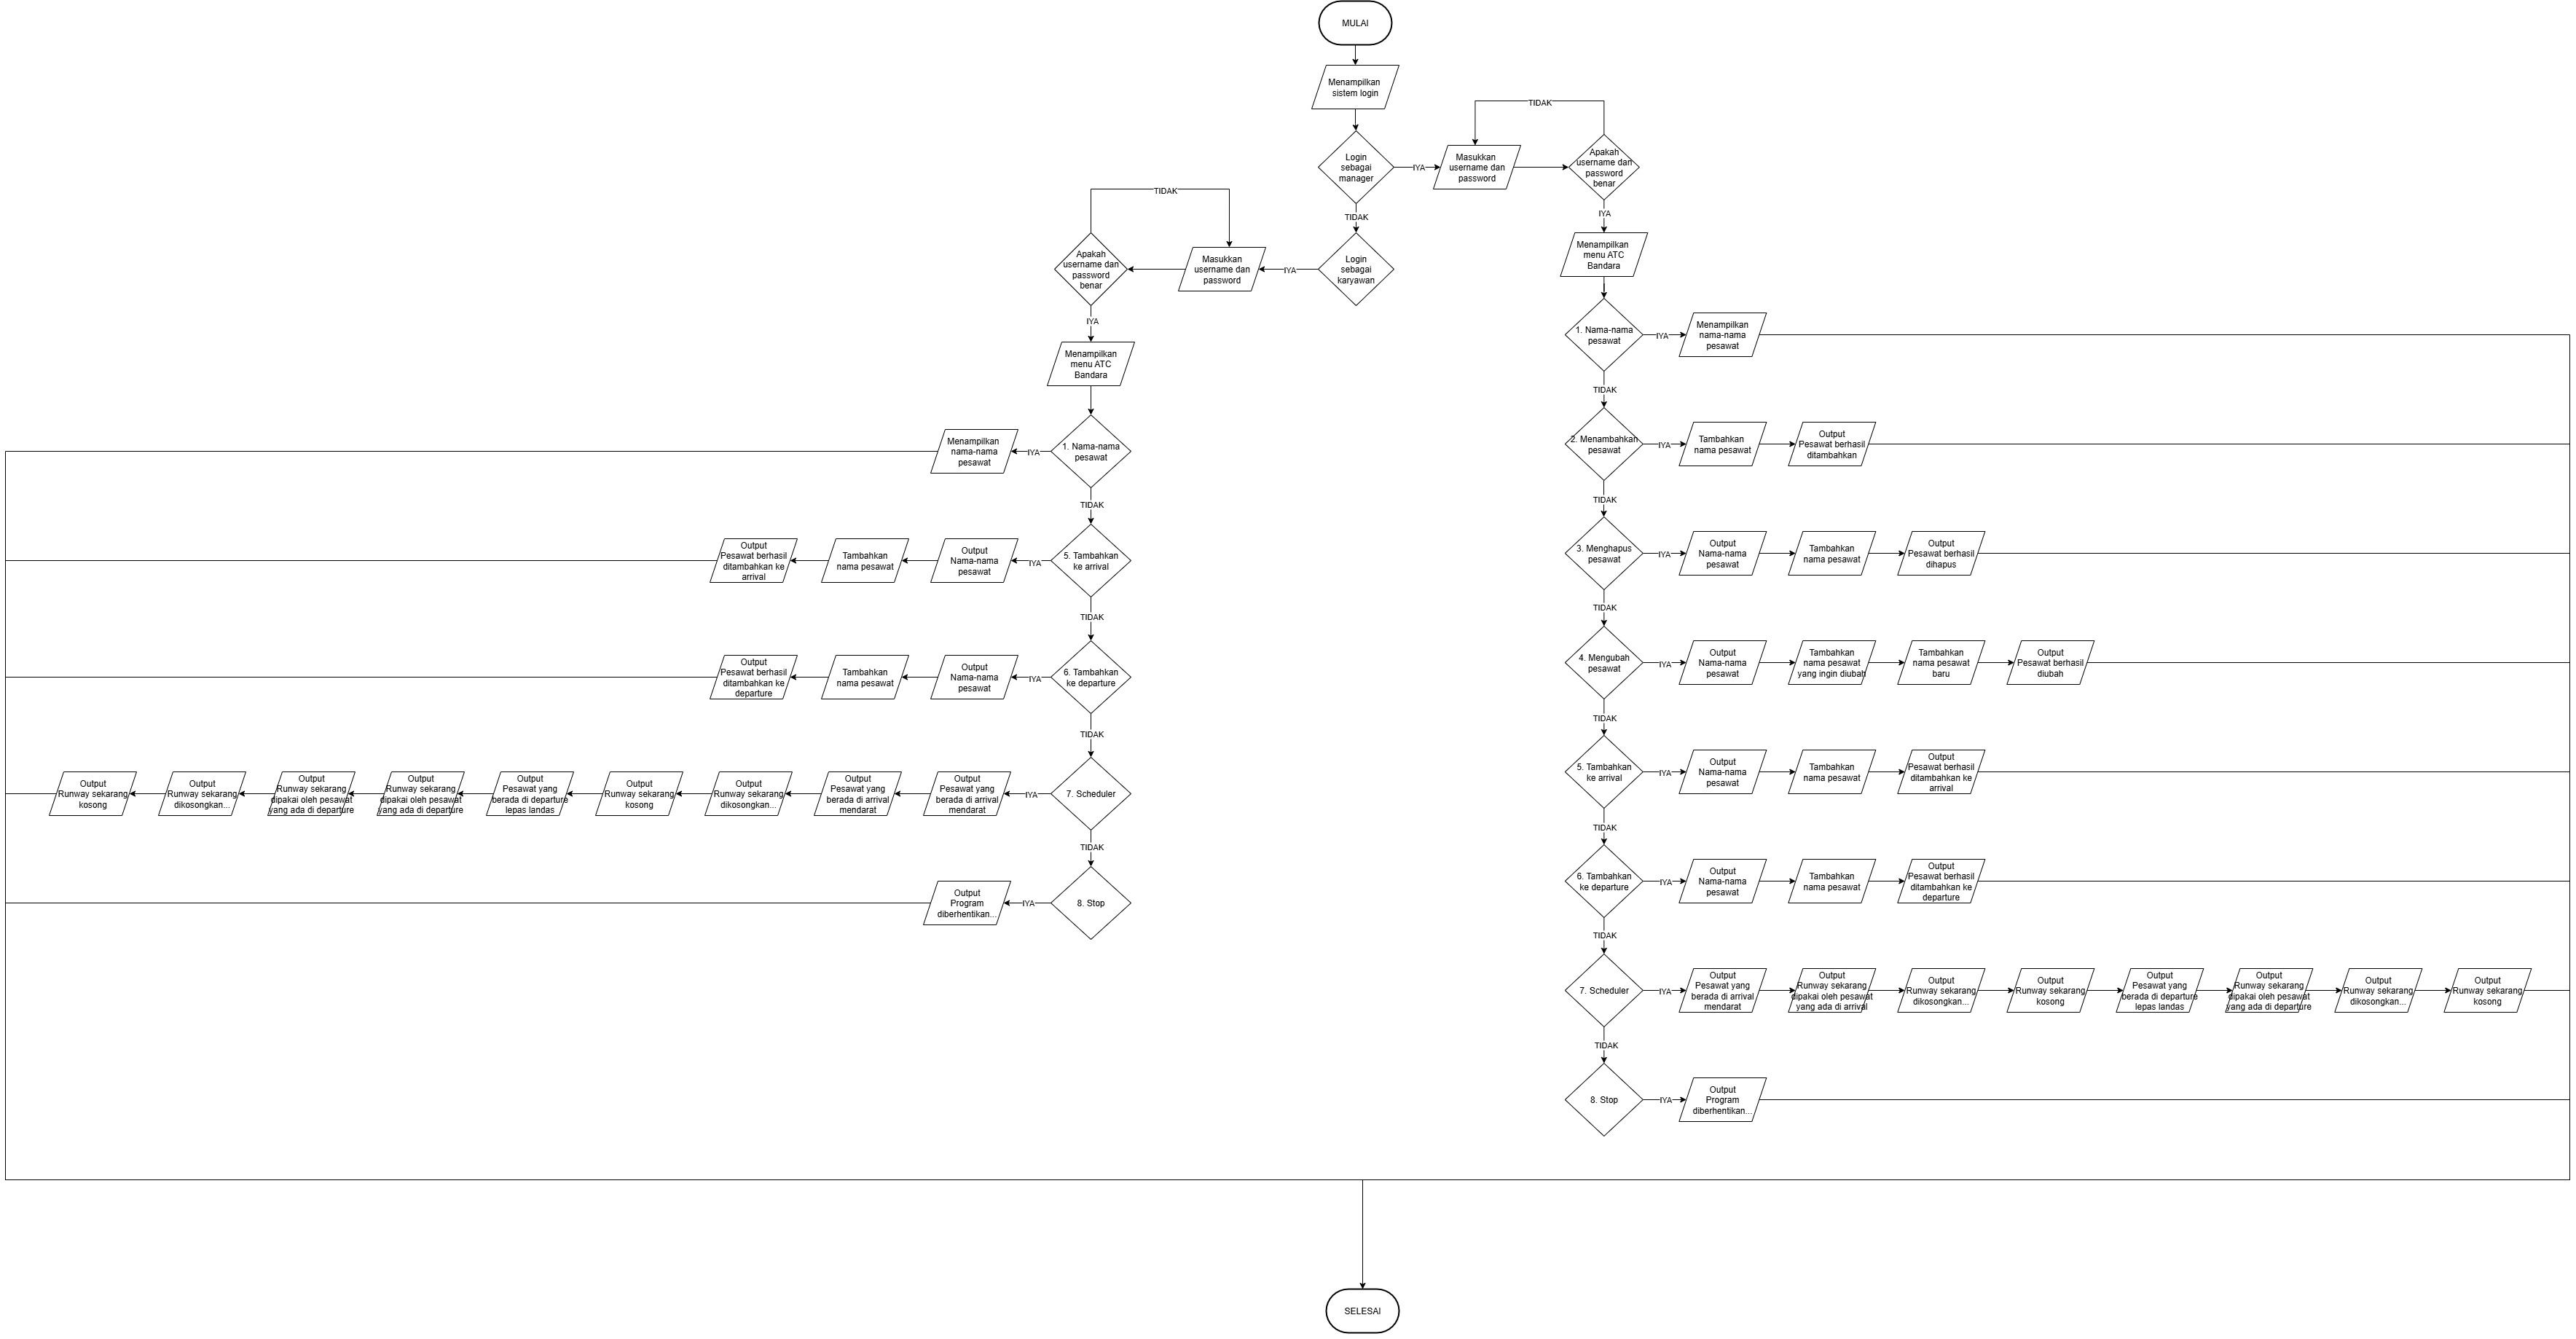 MULAI
Menampilkan
sistem login
Login
sebagai
manager
IYA
Masukkan
username dan
password
TIDAK
Apakah
username dan
password
benar
IYA
Menampilkan
menu ATC
Bandara
TIDAK
Login
sebagai
karyawan
IYA
Masukkan
username dan
password
TIDAK
Apakah
username dan
password
benar
IYA
Menampilkan
menu ATC
Bandara
1. Nama-nama
pesawat
IYA
Menampilkan
nama-nama
pesawat
TIDAK
5. Tambahkan
ke arrival
IYA
Output
Nama-nama
pesawat
Tambahkan
nama pesawat
Output
Pesawat berhasil
ditambahkan ke
arrival
TIDAK
6. Tambahkan
ke departure
IYA
Output
Nama-nama
pesawat
Tambahkan
nama pesawat
Output
Pesawat berhasil
ditambahkan ke
departure
TIDAK
7. Scheduler
IYA
Output
Pesawat yang
berada di arrival
mendarat
Output
Pesawat yang
berada di arrival
mendarat
Output
Runway sekarang
dikosongkan...
Output
Runway sekarang
kosong
Output
Pesawat yang
berada di departure
lepas landas
Output
Runway sekarang
dipakai oleh pesawat
yang ada di departure
Output
Runway sekarang
dipakai oleh pesawat
yang ada di departure
Output
Runway sekarang
dikosongkan...
Output
Runway sekarang
kosong
TIDAK
8. Stop
IYA
Output
Program
diberhentikan...
1. Nama-nama
pesawat
IYA
Menampilkan
nama-nama
pesawat
TIDAK
2. Menambahkan
pesawat
IYA
Tambahkan
nama pesawat
Output
Pesawat berhasil
ditambahkan
TIDAK
3. Menghapus
pesawat
IYA
Output
Nama-nama
pesawat
Tambahkan
nama pesawat
Output
Pesawat berhasil
dihapus
TIDAK
4. Mengubah
pesawat
IYA
Output
Nama-nama
pesawat
Tambahkan
nama pesawat
yang ingin diubah
Tambahkan
nama pesawat
baru
Output
Pesawat berhasil
diubah
TIDAK
5. Tambahkan
ke arrival
IYA
Output
Nama-nama
pesawat
Tambahkan
nama pesawat
Output
Pesawat berhasil
ditambahkan ke
arrival
TIDAK
6. Tambahkan
ke departure
IYA
Output
Nama-nama
pesawat
Tambahkan
nama pesawat
Output
Pesawat berhasil
ditambahkan ke
departure
TIDAK
7. Scheduler
IYA
Output
Pesawat yang
berada di arrival
mendarat
Output
Runway sekarang
dipakai oleh pesawat
yang ada di arrival
Output
Runway sekarang
dikosongkan...
Output
Runway sekarang
kosong
Output
Pesawat yang
berada di departure
lepas landas
Output
Runway sekarang
dipakai oleh pesawat
yang ada di departure
Output
Runway sekarang
dikosongkan...
Output
Runway sekarang
kosong
TIDAK
8. Stop
IYA
Output
Program
diberhentikan...
SELESAI